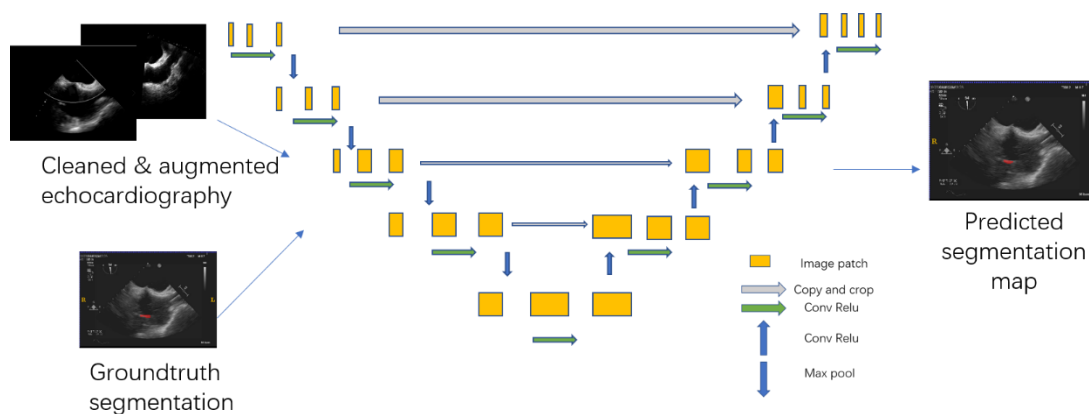 Cleaned & augmented
echocardiography
Groundtruth
segmentation
Image patch
Copy and crop
Conv Relu
Conv Relu
Max pool
Predicted
segmentation
map
R
L
R